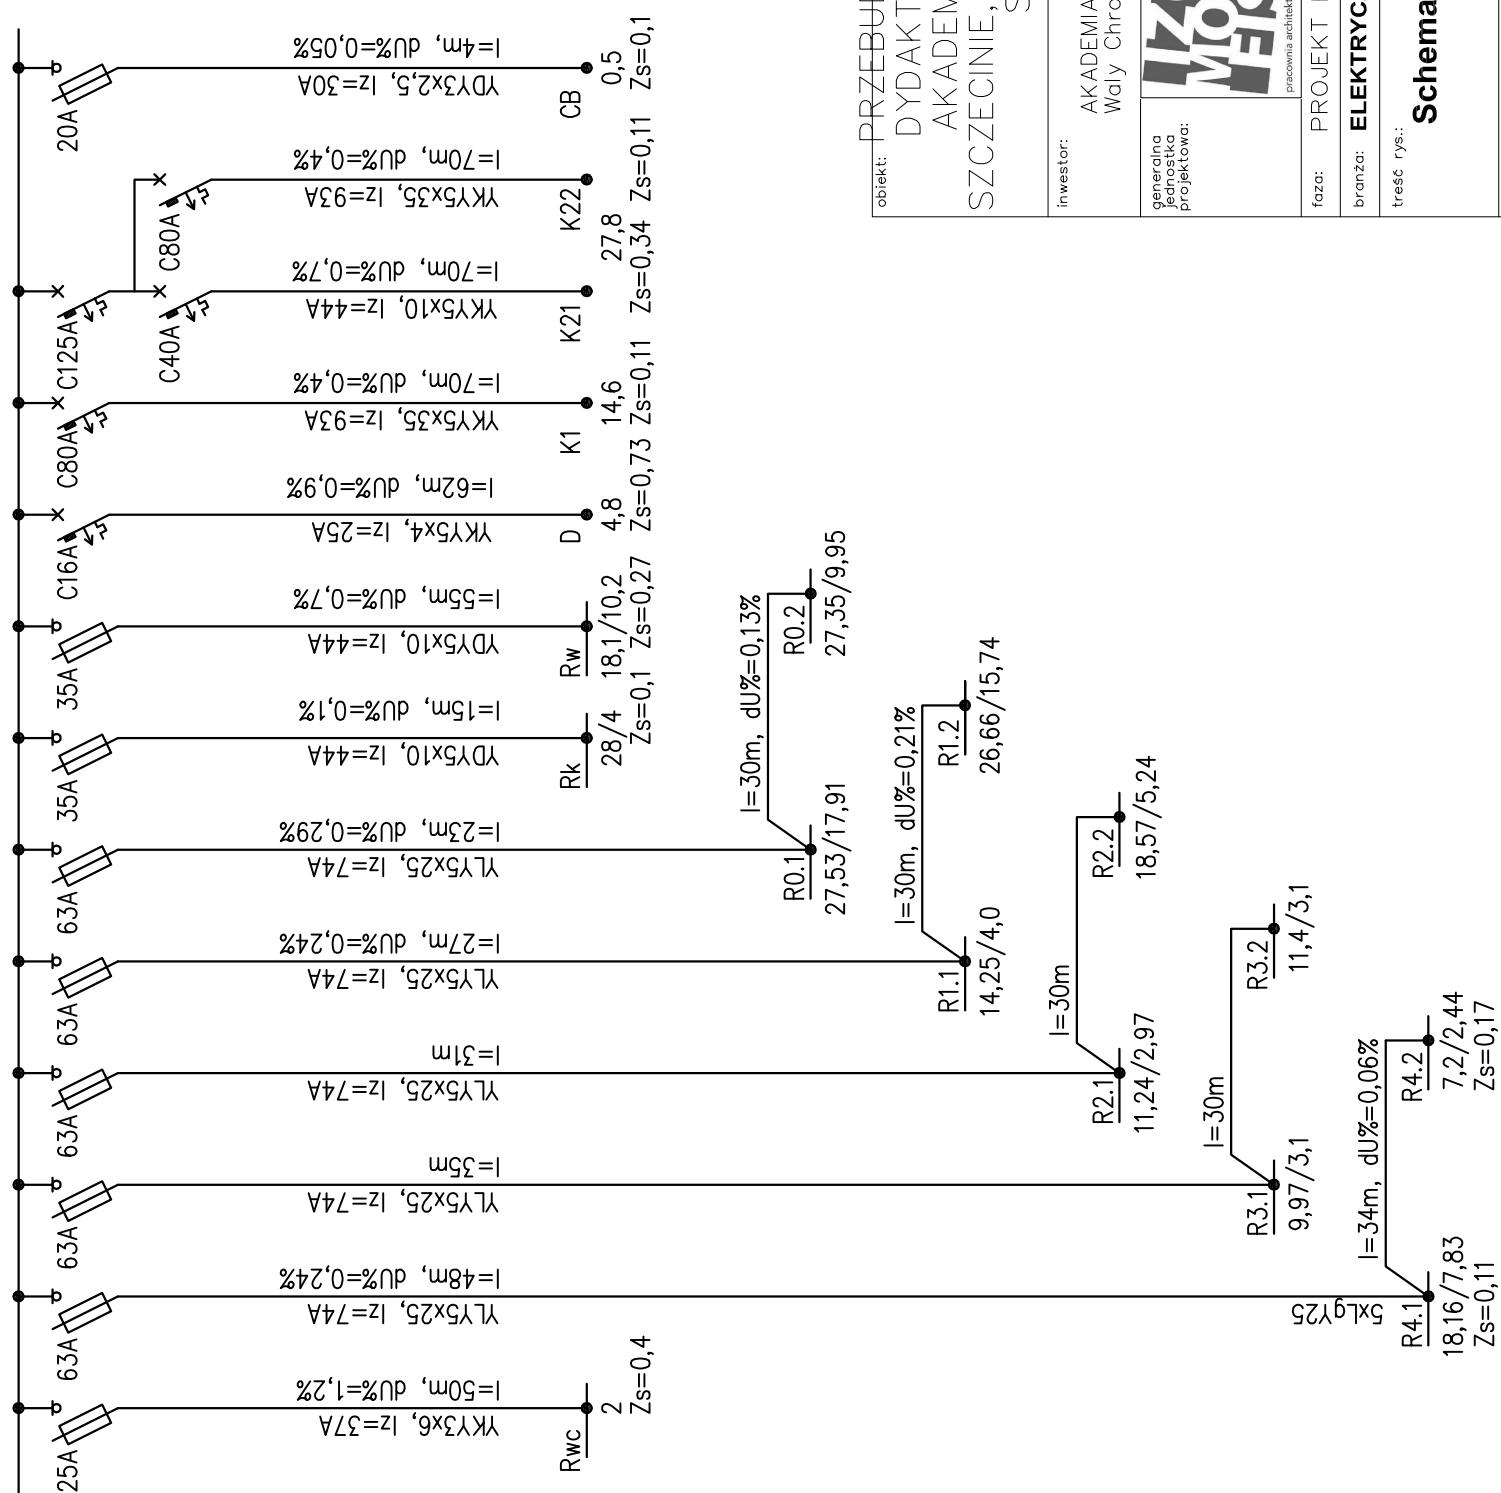 20A
YDY3x2,5, Iz=30A
l=4m, dU%=0,05%
CB
0,5
Zs=0,1
C80A
YKY5x35, Iz=93A
l=70m, dU%=0,4%
K22
27,8
Zs=0,11
C125A
C40A
YKY5x10, Iz=44A
l=70m, dU%=0,7%
K21
Zs=0,34
C80A
YKY5x35, Iz=93A
l=70m, dU%=0,4%
K1
14,6
Zs=0,11
C16A
YKY5x4, Iz=25A
l=62m, dU%=0,9%
D
4,8
Zs=0,73
35A
YDY5x10, Iz=44A
l=55m, dU%=0,7%
Rw
18,1/10,2
Zs=0,27
35A
YDY5x10, Iz=44A
l=15m, dU%=0,1%
Rk
28/4
Zs=0,1
63A
YLY5x25, Iz=74A
l=23m, dU%=0,29%
R0.1
27,53/17,91
l=30m, dU%=0,13%
R0.2
27,35/9,95
63A
YLY5x25, Iz=74A
l=27m, dU%=0,24%
R1.1
14,25/4,0
l=30m, dU%=0,21%
R1.2
26,66/15,74
63A
YLY5x25, Iz=74A
l=31m
R2.1
11,24/2,97
l=30m
R2.2
18,57/5,24
63A
YLY5x25, Iz=74A
l=35m
R3.1
9,97/3,1
l=30m
R3.2
11,4/3,1
63A
YLY5x25, Iz=74A
l=48m, dU%=0,24%
5xLgY25
R4.1
18,16/7,83
Zs=0,11
l=34m, dU%=0,06%
R4.2
7,2/2,44
Zs=0,17
25A
YKY3x6, Iz=37A
l=50m, dU%=1,2%
Rwc
2
Zs=0,4
obiekt:
PRZEBU
DYDAKT
AKADEM
SZCZECINIE,
S
inwestor:
AKADEMIA
Wały Chro
generalna
jednostka
projektowa:
IZ
MO
EIS
pracownia architekt
faza:
PROJEKT
branża:
ELEKTRYC
treść rys.:
Schema